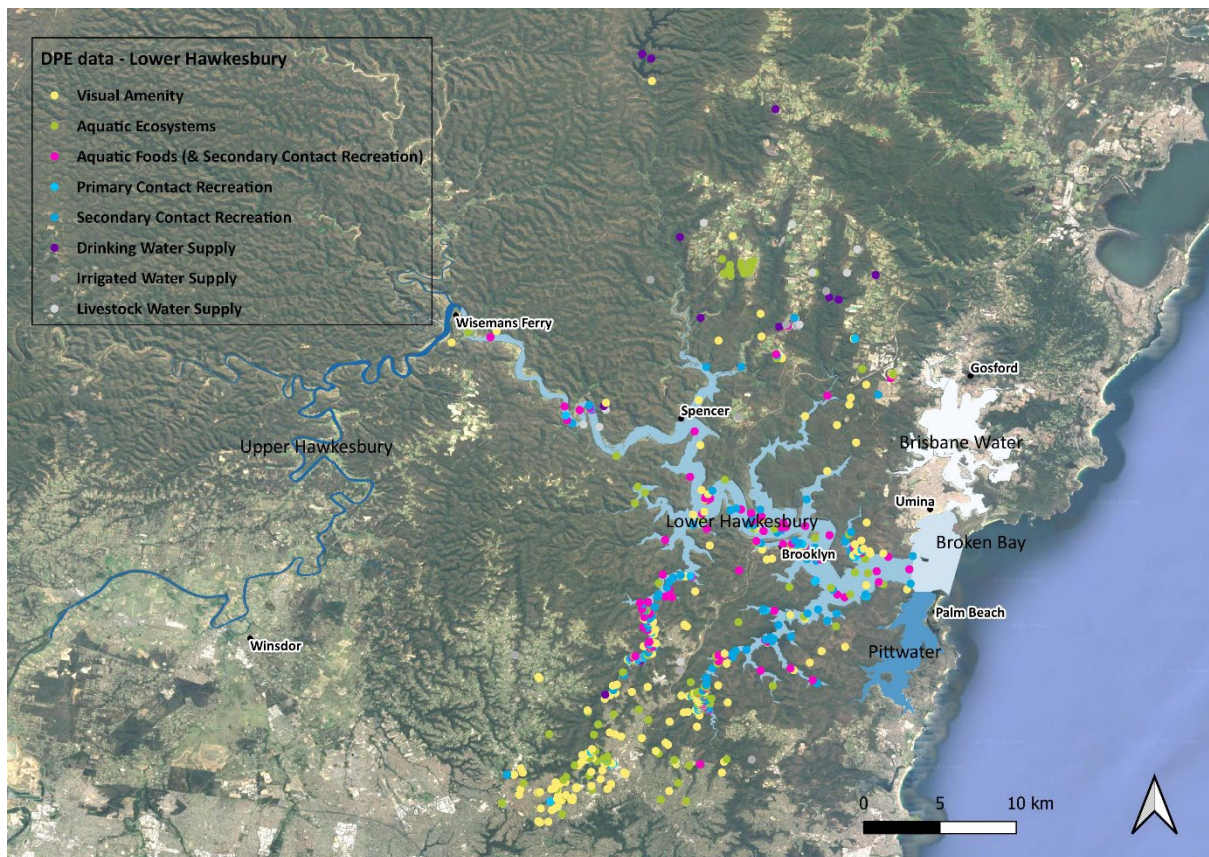 DPE data - Lower Hawkesbury
Visual Amenity
Aquatic Ecosystems
Aquatic Foods (& Secondary Contact Recreation)
Primary Contact Recreation
Secondary Contact Recreation
Drinking Water Supply
Irrigated Water Supply
Livestock Water Supply
Wisemans Ferry
Gosford
Spencer
Upper Hawkesbury
Brisbane Water
Umina
Lower Hawkesbury
Broken Bay
Brooklyn
Palm Beach
Winsdor
Pittwater
0 5 10 km